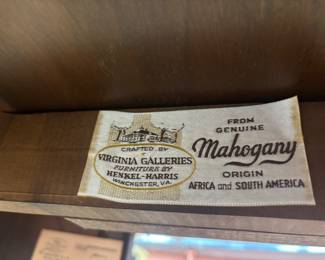 CRAFTED BY
VIRGINIA GALLERIES
FURNITURE BY
HENKEL-HARRIS
WINCHESTER, VA.
FROM
GENUINE
Mahogany
ORIGIN
AFRICA and SOUTH AMERICA